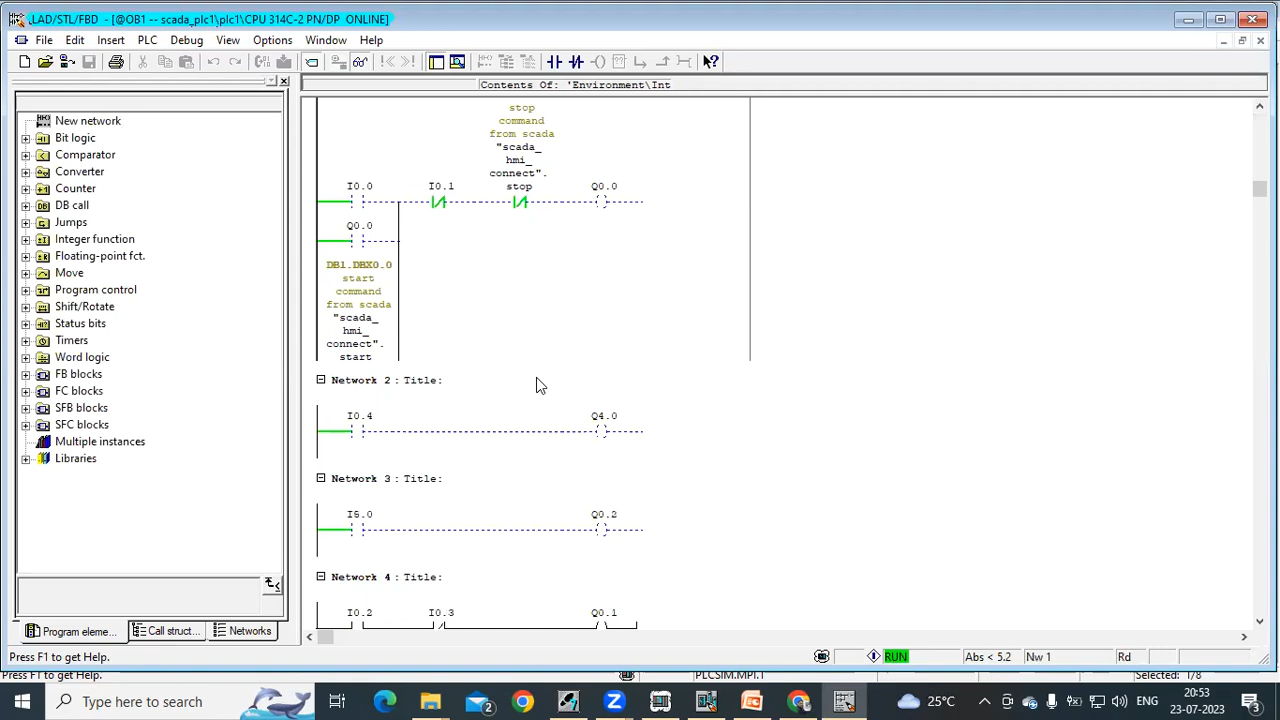 LAD/STL/FBD - [@OB1 -- scada_plc1\plc1\CPU 314C-2 PN/DP ONLINE]
File Edit Insert PLC Debug View Options Window Help
Contents Of: 'Environment\Int
New network
Bit logic
Comparator
Converter
Counter
DB call
Jumps
Integer function
Floating-point fct.
Move
Program control
Shift/Rotate
Status bits
Timers
Word logic
FB blocks
FC blocks
SFB blocks
SFC blocks
Multiple instances
Libraries
Program eleme...
Call struct...
Networks
stop
command
from scada
"scada_
hmi_
connect".
I0.0 I0.1 stop Q0.0
Q0.0
DB1.DBX0.0
start
command
from scada
"scada_
hmi_
connect".
start
Network 2 : Title:
I0.4 Q4.0
Network 3 : Title:
I5.0 Q0.2
Network 4 : Title:
I0.2 I0.3 Q0.1
Press F1 to get Help.
RUN
Abs < 5.2
Nw 1
Rd
Press F1 to get Help.
PLCSIM.MPI.1
Selected: 1/8
Type here to search
2
25°C
ENG
20:53
23-07-2023
3